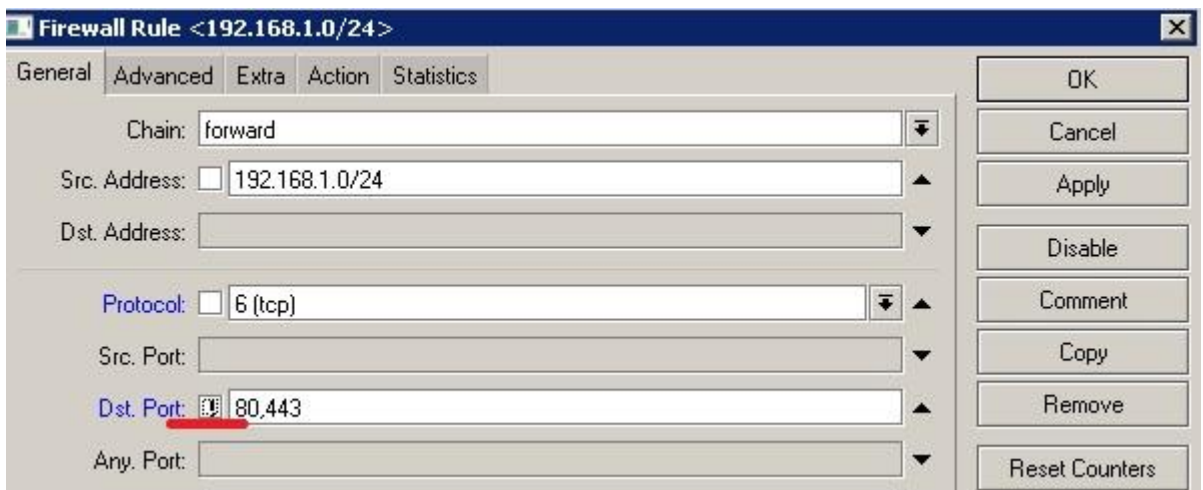 Firewall Rule <192.168.1.0/24>
General Advanced Extra Action Statistics
Chain: forward
Src. Address: 192.168.1.0/24
Dst. Address:
Protocol: 6 (tcp)
Src. Port:
Dst. Port: ! 80,443
Any. Port:
OK
Cancel
Apply
Disable
Comment
Copy
Remove
Reset Counters